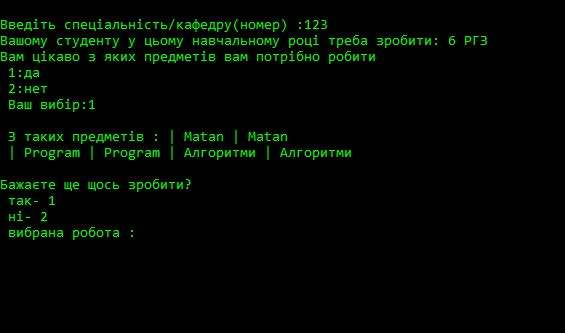 Введіть спеціальність/кафедру(номер) :123
Вашому студенту у цьому навчальному році треба зробити: 6 РГЗ
Вам цікаво з яких предметів вам потрібно робити
1:да
2:нет
Ваш вибір:1
З таких предметів : | Matan | Matan
| Program | Program | Алгоритми | Алгоритми
Бажаєте ще щось зробити?
так- 1
ні- 2
вибрана робота :